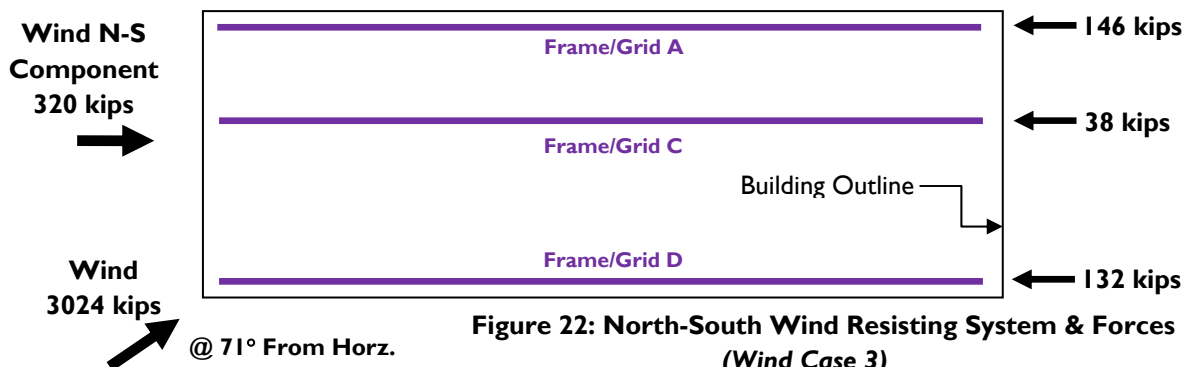 Wind N-S
Component
320 kips
Frame/Grid A
146 kips
Frame/Grid C
38 kips
Building Outline
Wind
3024 kips
Frame/Grid D
132 kips
@ 71° From Horz.
Figure 22: North-South Wind Resisting System & Forces
(Wind Case 3)